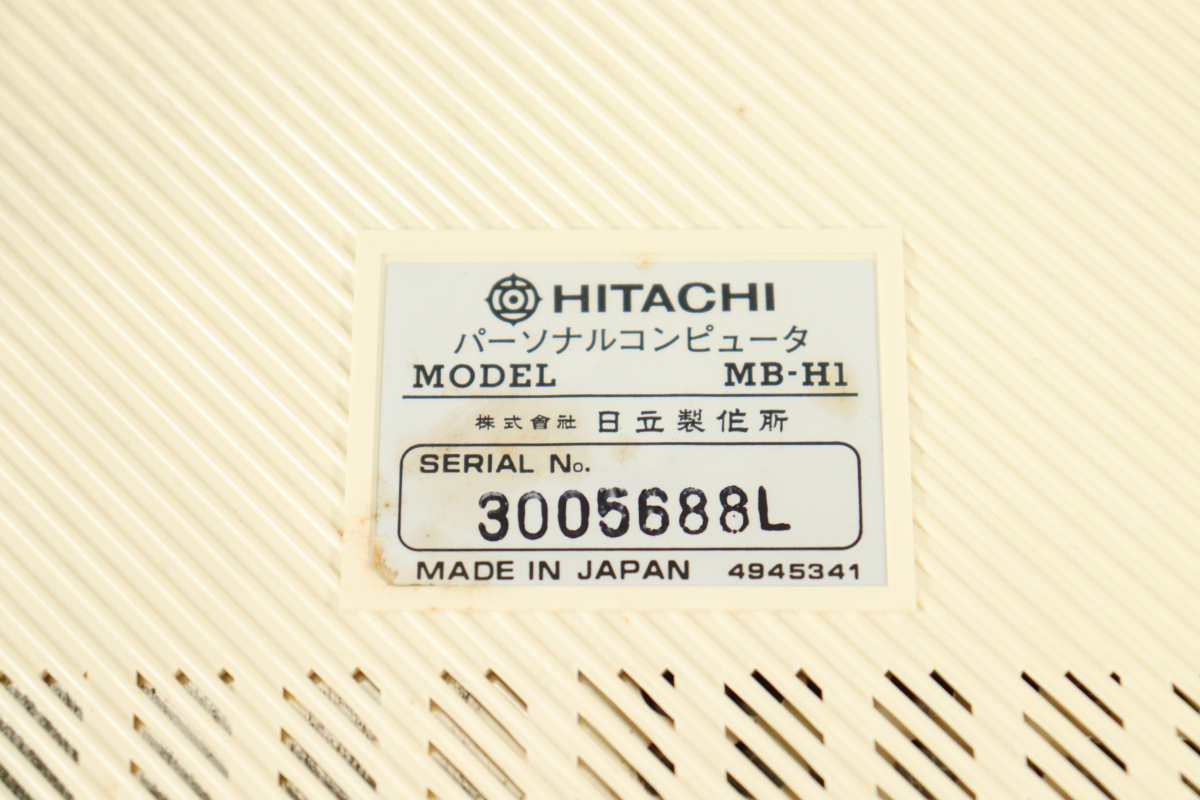 HITACHI
パーソナルコンピュータ
MODEL MB-H1
株式會社 日立製作所
SERIAL No.
3005688L
MADE IN JAPAN 4945341